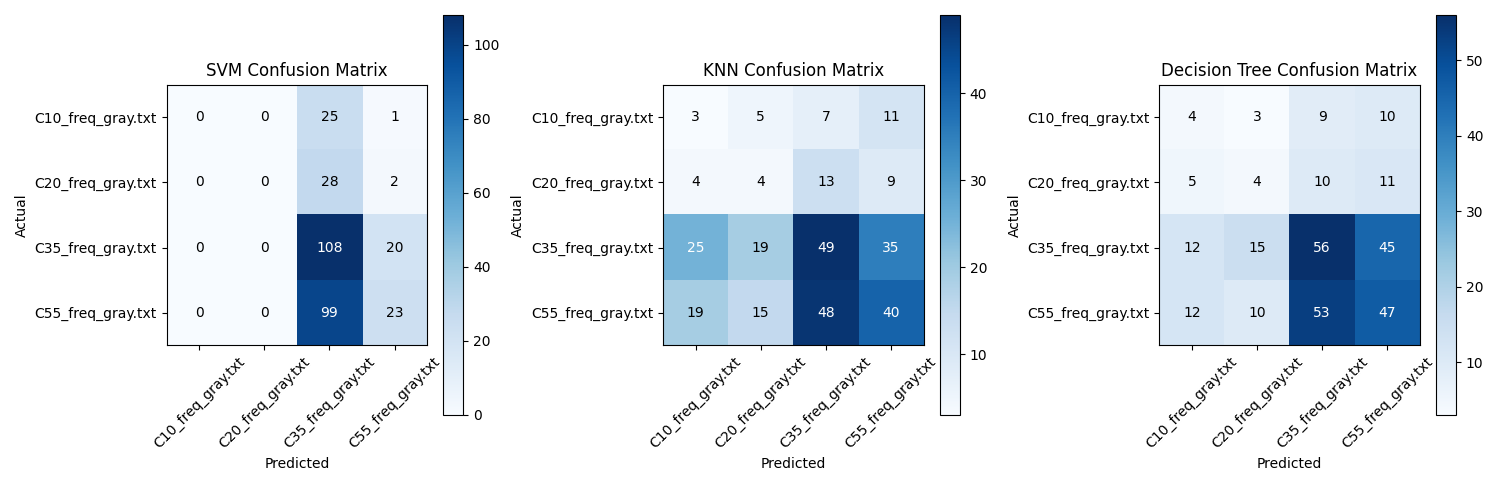 SVM Confusion Matrix
Actual
C10_freq_gray.txt 0 0 25 1
C20_freq_gray.txt 0 0 28 2
C35_freq_gray.txt 0 0 108 20
C55_freq_gray.txt 0 0 99 23
C10_freq_gray.txt C20_freq_gray.txt C35_freq_gray.txt C55_freq_gray.txt
Predicted
100
80
60
40
20
0
KNN Confusion Matrix
Actual
C10_freq_gray.txt 3 5 7 11
C20_freq_gray.txt 4 4 13 9
C35_freq_gray.txt 25 19 49 35
C55_freq_gray.txt 19 15 48 40
C10_freq_gray.txt C20_freq_gray.txt C35_freq_gray.txt C55_freq_gray.txt
Predicted
40
30
20
10
Decision Tree Confusion Matrix
Actual
C10_freq_gray.txt 4 3 9 10
C20_freq_gray.txt 5 4 10 11
C35_freq_gray.txt 12 15 56 45
C55_freq_gray.txt 12 10 53 47
C10_freq_gray.txt C20_freq_gray.txt C35_freq_gray.txt C55_freq_gray.txt
Predicted
50
40
30
20
10